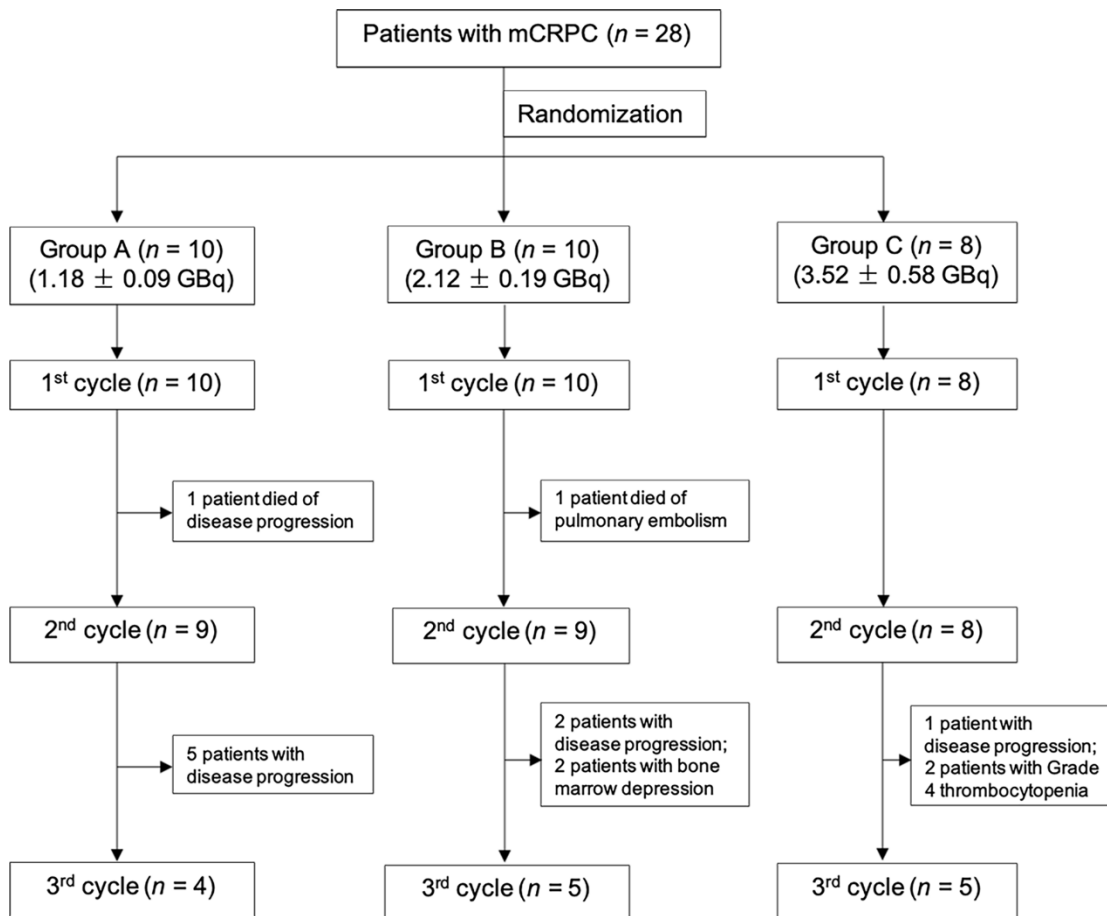 Patients with mCRPC (n = 28)
Randomization
Group A (n = 10)
(1.18 ± 0.09 GBq)
Group B (n = 10)
(2.12 ± 0.19 GBq)
Group C (n = 8)
(3.52 ± 0.58 GBq)
1st cycle (n = 10)
1st cycle (n = 10)
1st cycle (n = 8)
1 patient died of
disease progression
1 patient died of
pulmonary embolism
2nd cycle (n = 9)
2nd cycle (n = 9)
2nd cycle (n = 8)
5 patients with
disease progression
2 patients with
disease progression;
2 patients with bone
marrow depression
1 patient with
disease progression;
2 patients with Grade
4 thrombocytopenia
3rd cycle (n = 4)
3rd cycle (n = 5)
3rd cycle (n = 5)